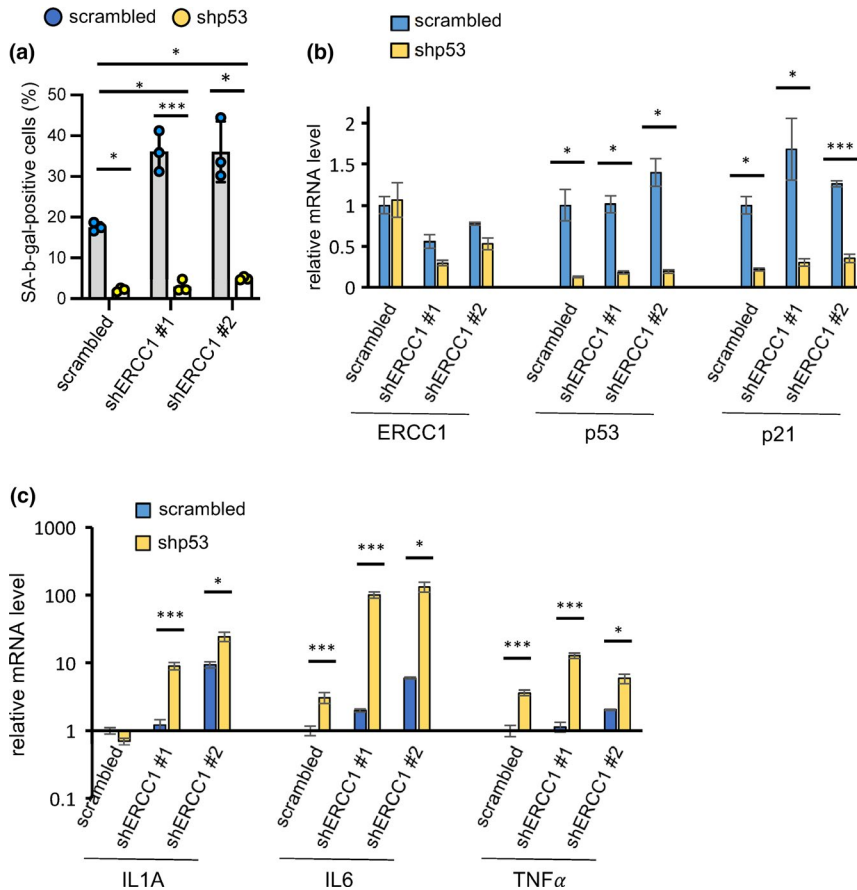 scrambled shp53
(a)
*
*
***
*
*
SA-b-gal-positive cells (%)
50
40
30
20
10
0
scrambled
shERCC1 #1
shERCC1 #2
(b)
scrambled
shp53
relative mRNA level
2
1.5
1
0.5
0
* * * * * ***
scrambled
shERCC1 #1
shERCC1 #2
scrambled
shERCC1 #1
shERCC1 #2
scrambled
shERCC1 #1
shERCC1 #2
ERCC1 p53 p21
(c)
scrambled
shp53
relative mRNA level
1000
100
10
1
0.1
*** * *** *** * *** *** *
scrambled
shERCC1 #1
shERCC1 #2
scrambled
shERCC1 #1
shERCC1 #2
scrambled
shERCC1 #1
shERCC1 #2
IL1A IL6 TNFα